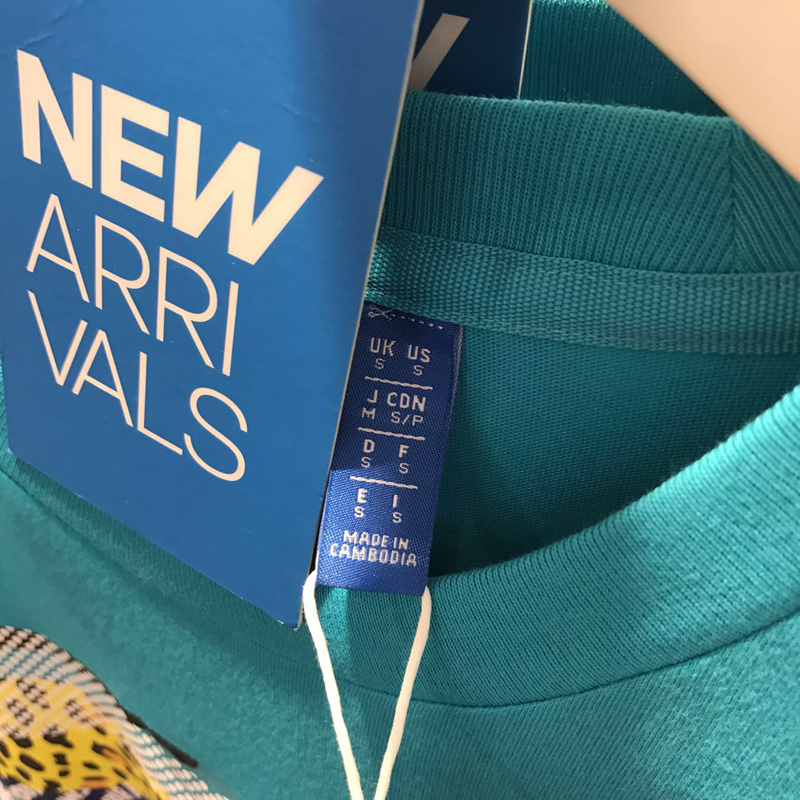 NEW
ARRI
VALS
UK US
S S
J CDN
M S/P
D F
S S
E I
S S
MADE IN
CAMBODIA